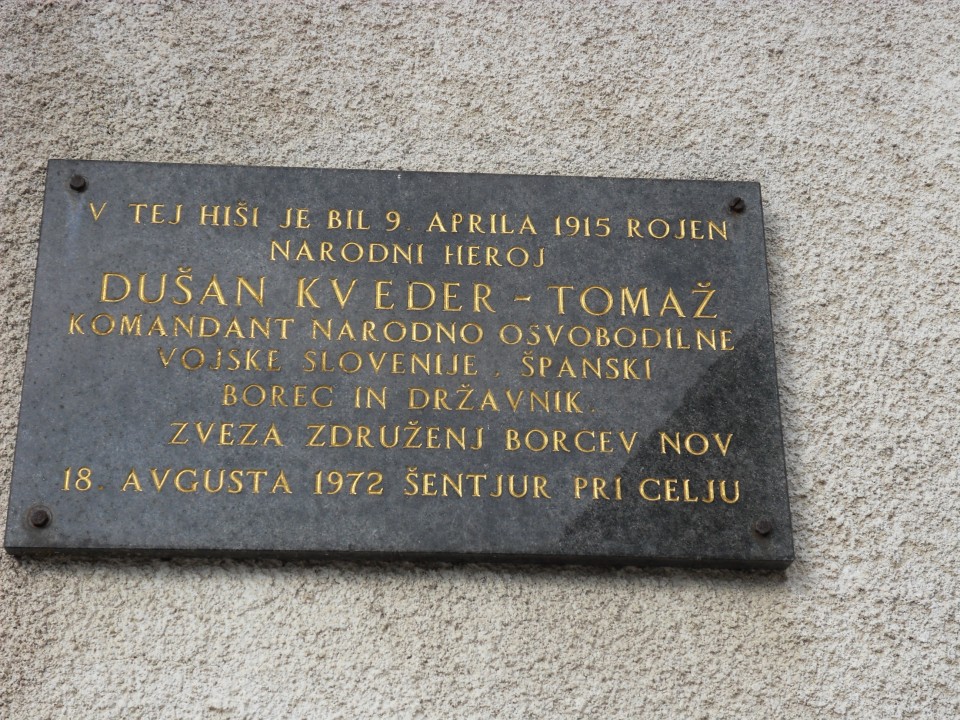 V TEJ HIŠI JE BIL 9. APRILA 1915 ROJEN
NARODNI HEROJ
DUŠAN KVEDER - TOMAŽ
KOMANDANT NARODNO OSVOBODILNE
VOJSKE SLOVENIJE, ŠPANSKI
BOREC IN DRŽAVNIK.
ZVEZA ZDRUŽENJ BORCEV NOV
18. AVGUSTA 1972 ŠENTJUR PRI CELJU